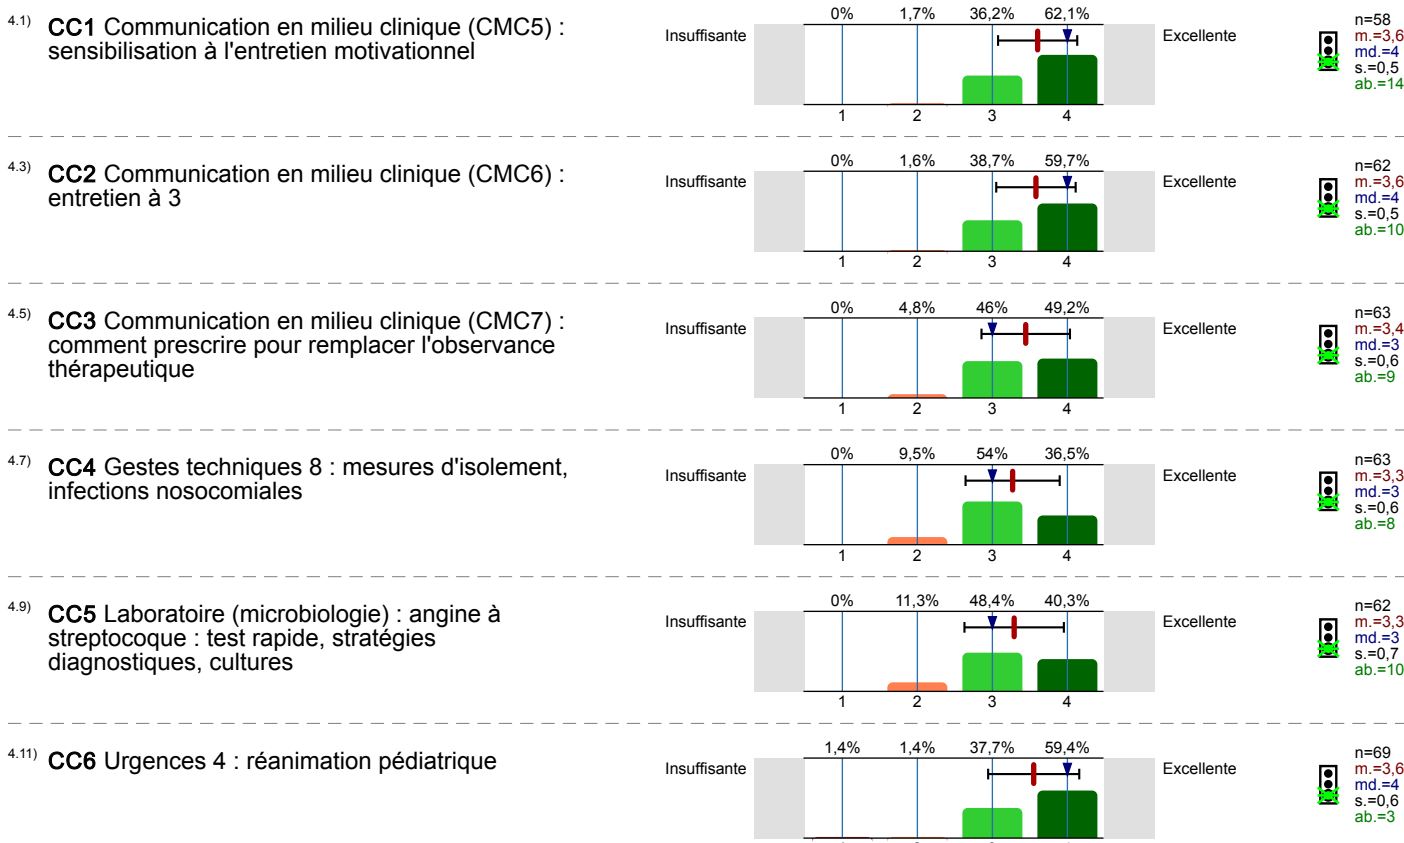 4.1) CC1 Communication en milieu clinique (CMC5) :
sensibilisation à l'entretien motivationnel
Insuffisante
0% 1,7% 36,2% 62,1%
1 2 3 4
Excellente
n=58
m.=3,6
md.=4
s.=0,5
ab.=14
4.3) CC2 Communication en milieu clinique (CMC6) :
entretien à 3
Insuffisante
0% 1,6% 38,7% 59,7%
1 2 3 4
Excellente
n=62
m.=3,6
md.=4
s.=0,5
ab.=10
4.5) CC3 Communication en milieu clinique (CMC7) :
comment prescrire pour remplacer l'observance
thérapeutique
Insuffisante
0% 4,8% 46% 49,2%
1 2 3 4
Excellente
n=63
m.=3,4
md.=3
s.=0,6
ab.=9
4.7) CC4 Gestes techniques 8 : mesures d'isolement,
infections nosocomiales
Insuffisante
0% 9,5% 54% 36,5%
1 2 3 4
Excellente
n=63
m.=3,3
md.=3
s.=0,6
ab.=8
4.9) CC5 Laboratoire (microbiologie) : angine à
streptocoque : test rapide, stratégies
diagnostiques, cultures
Insuffisante
0% 11,3% 48,4% 40,3%
1 2 3 4
Excellente
n=62
m.=3,3
md.=3
s.=0,7
ab.=10
4.11) CC6 Urgences 4 : réanimation pédiatrique
Insuffisante
1,4% 1,4% 37,7% 59,4%
Excellente
n=69
m.=3,6
md.=4
s.=0,6
ab.=3